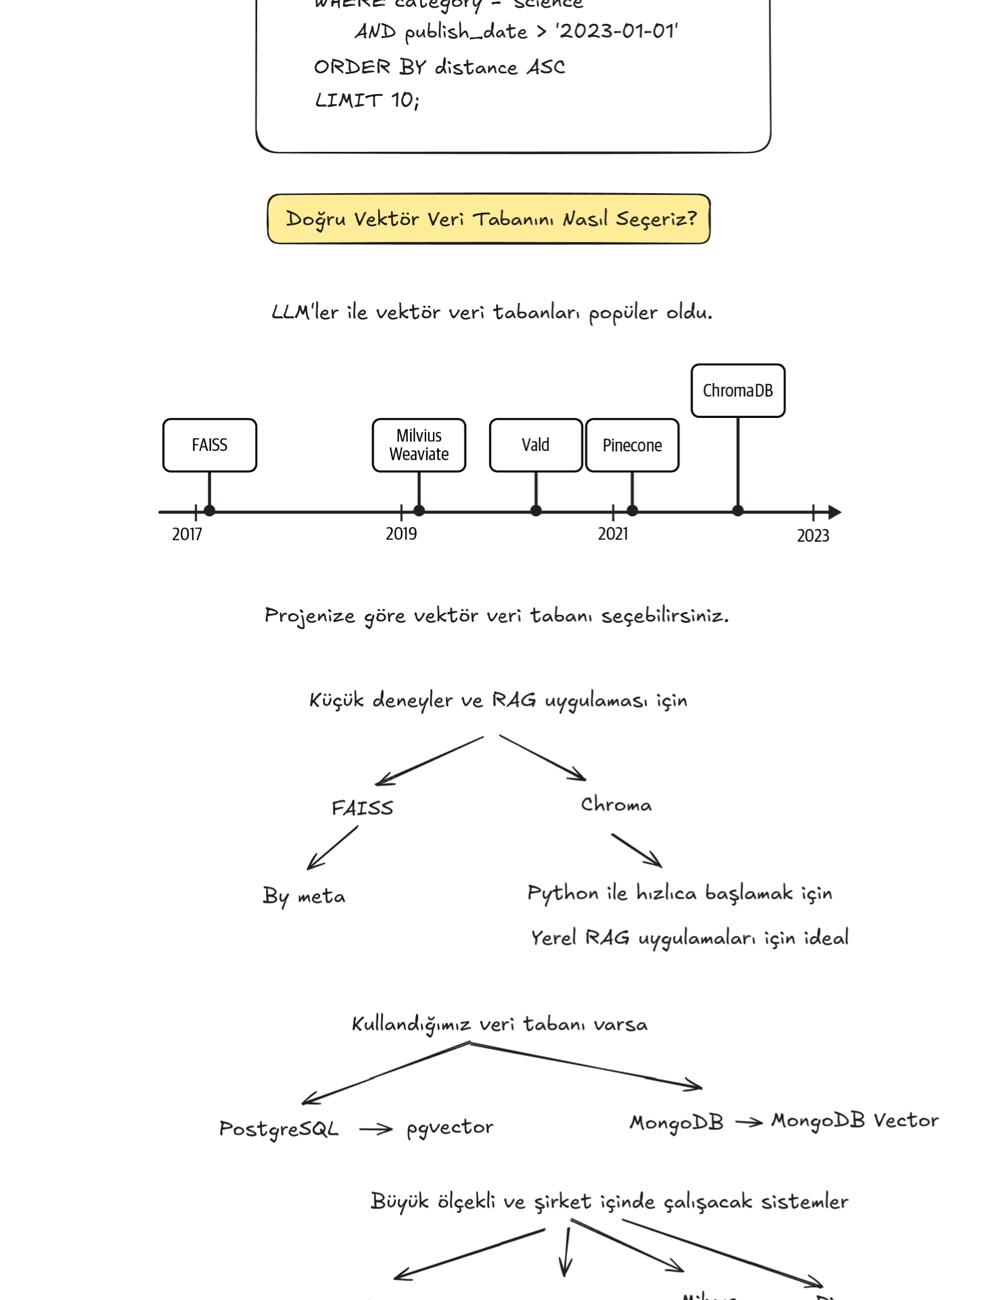 WHERE category = 'science'
AND publish_date > '2023-01-01'
ORDER BY distance ASC
LIMIT 10;
Doğru Vektör Veri Tabanını Nasıl Seçeriz?
LLM'ler ile vektör veri tabanları popüler oldu.
ChromaDB
FAISS
Milvius
Weaviate
Vald
Pinecone
2017
2019
2021
2023
Projenize göre vektör veri tabanı seçebilirsiniz.
Küçük deneyler ve RAG uygulaması için
FAISS
Chroma
By meta
Python ile hızlıca başlamak için
Yerel RAG uygulamaları için ideal
Kullandığımız veri tabanı varsa
PostgreSQL → pgvector
MongoDB → MongoDB Vector
Büyük ölçekli ve şirket içinde çalışacak sistemler